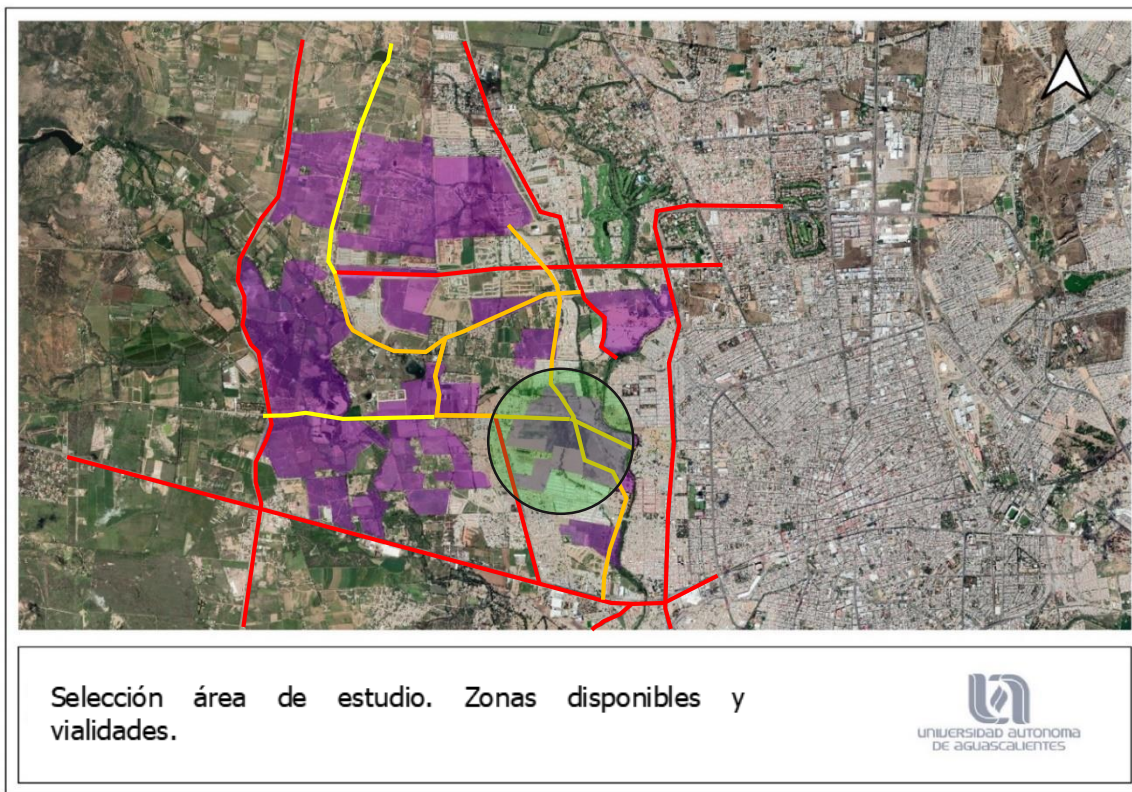 Selección área de estudio. Zonas disponibles y
vialidades.
UNIVERSIDAD AUTONOMA
DE AGUASCALIENTES